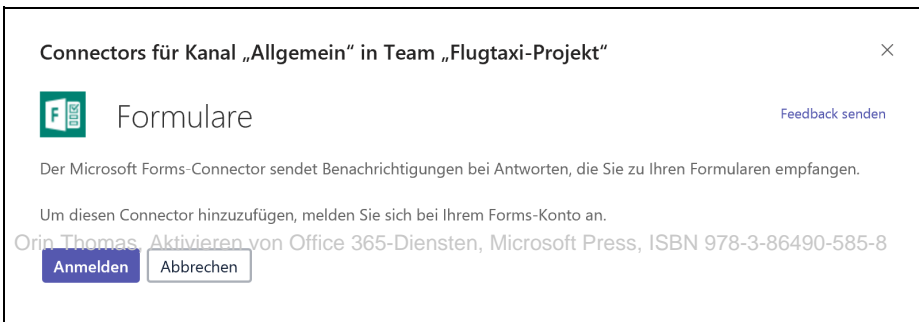 Connectors für Kanal „Allgemein“ in Team „Flugtaxi-Projekt“
F
Formulare
Feedback senden
Der Microsoft Forms-Connector sendet Benachrichtigungen bei Antworten, die Sie zu Ihren Formularen empfangen.
Um diesen Connector hinzuzufügen, melden Sie sich bei Ihrem Forms-Konto an.
Orin Thomas, Aktivieren von Office 365-Diensten, Microsoft Press, ISBN 978-3-86490-585-8
Anmelden
Abbrechen